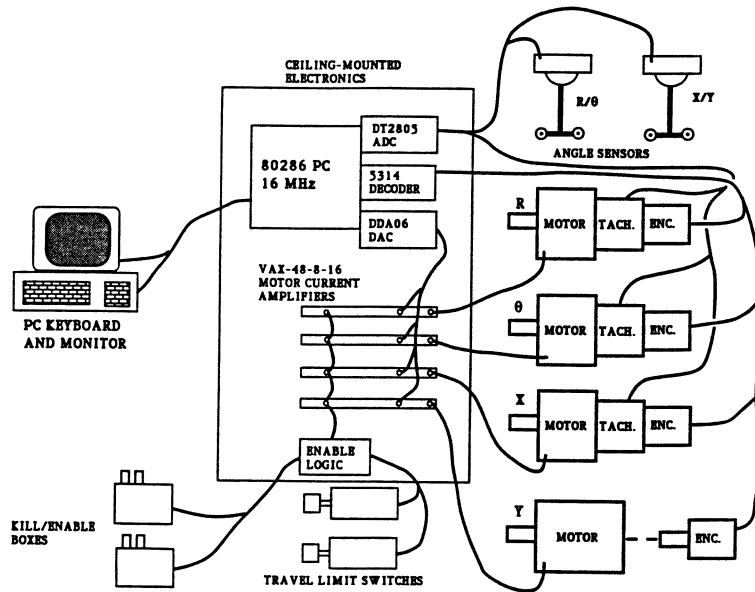 CEILING-MOUNTED
ELECTRONICS
R/θ
X/Y
ANGLE SENSORS
DT2805
ADC
80286 PC
16 MHz
5314
DECODER
DDA06
DAC
VAX-48-8-16
MOTOR CURRENT
AMPLIFIERS
PC KEYBOARD
AND MONITOR
R
MOTOR
TACH.
ENC.
θ
MOTOR
TACH.
ENC.
X
MOTOR
TACH.
ENC.
Y
MOTOR
ENC.
ENABLE
LOGIC
KILL/ENABLE
BOXES
TRAVEL LIMIT SWITCHES